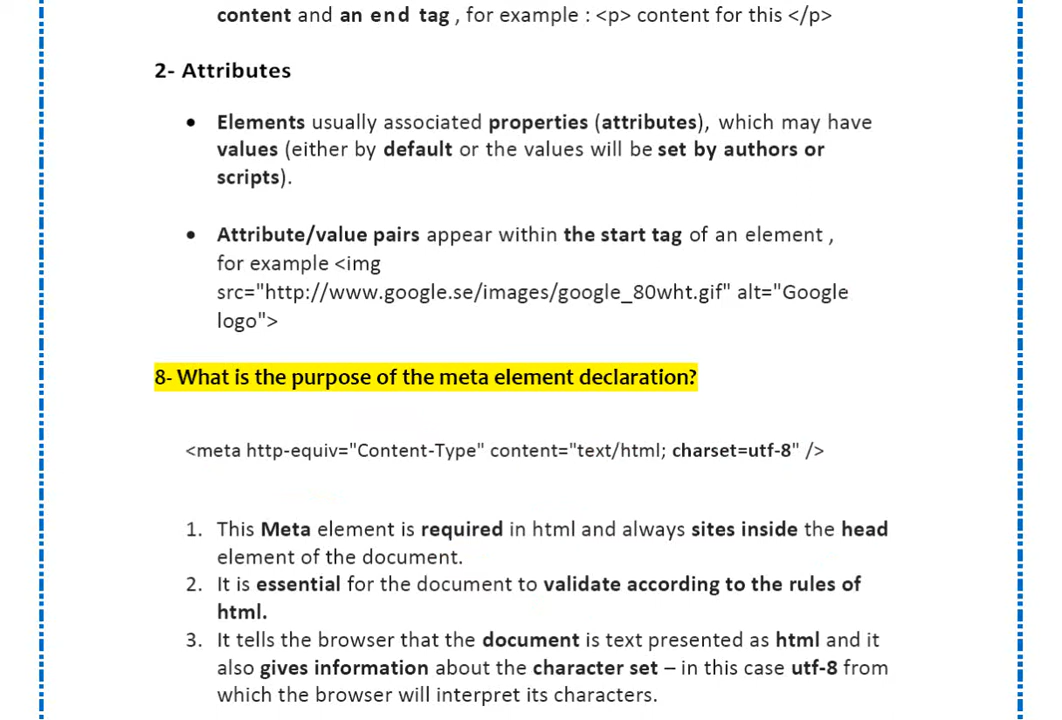 content and an end tag , for example : <p> content for this </p>
2- Attributes
• Elements usually associated properties (attributes), which may have
values (either by default or the values will be set by authors or
scripts).
• Attribute/value pairs appear within the start tag of an element ,
for example <img
src="http://www.google.se/images/google_80wht.gif" alt="Google
logo">
8- What is the purpose of the meta element declaration?
<meta http-equiv="Content-Type" content="text/html; charset=utf-8" />
1. This Meta element is required in html and always sites inside the head
element of the document.
2. It is essential for the document to validate according to the rules of
html.
3. It tells the browser that the document is text presented as html and it
also gives information about the character set – in this case utf-8 from
which the browser will interpret its characters.